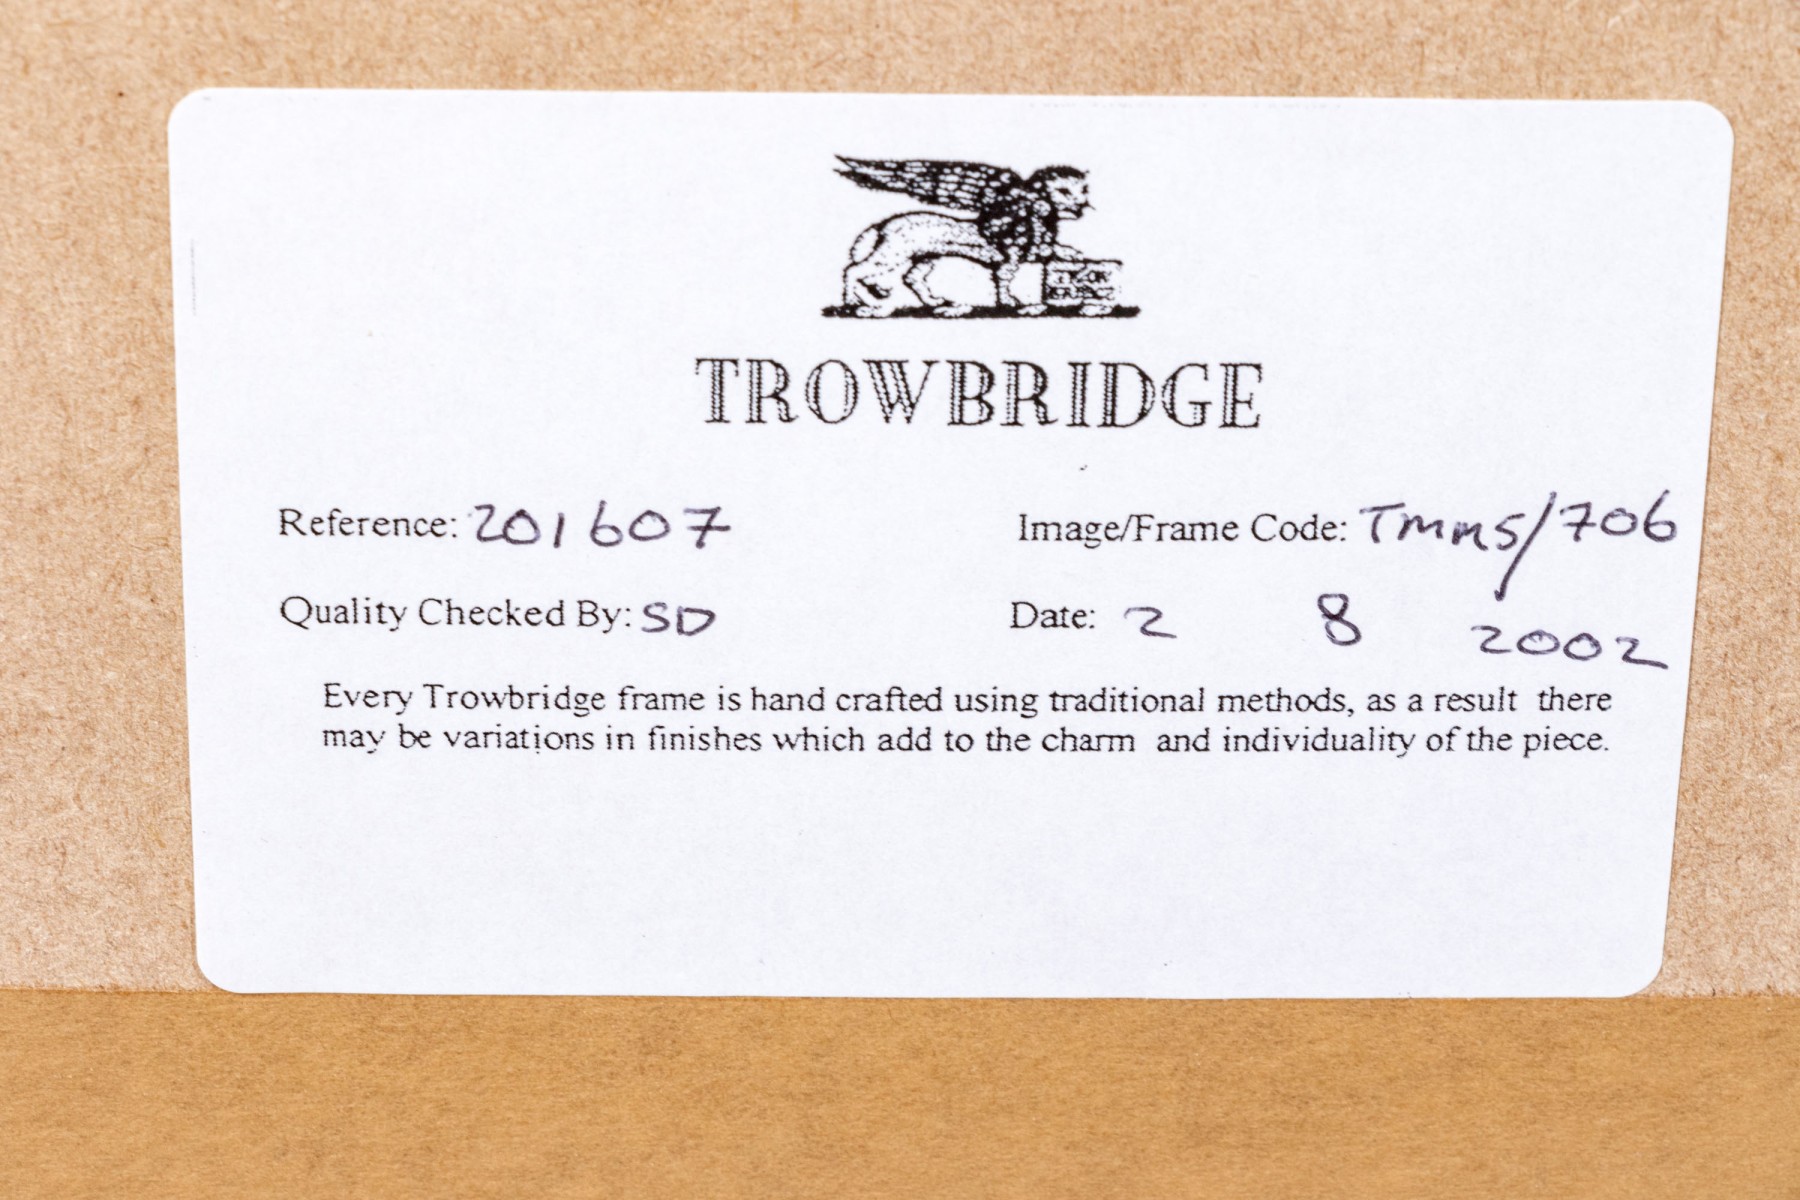 TROWBRIDGE
Reference: 201607 Image/Frame Code: TMMS/706
Quality Checked By: SD Date: 2 8 2002
Every Trowbridge frame is hand crafted using traditional methods, as a result there
may be variations in finishes which add to the charm and individuality of the piece.